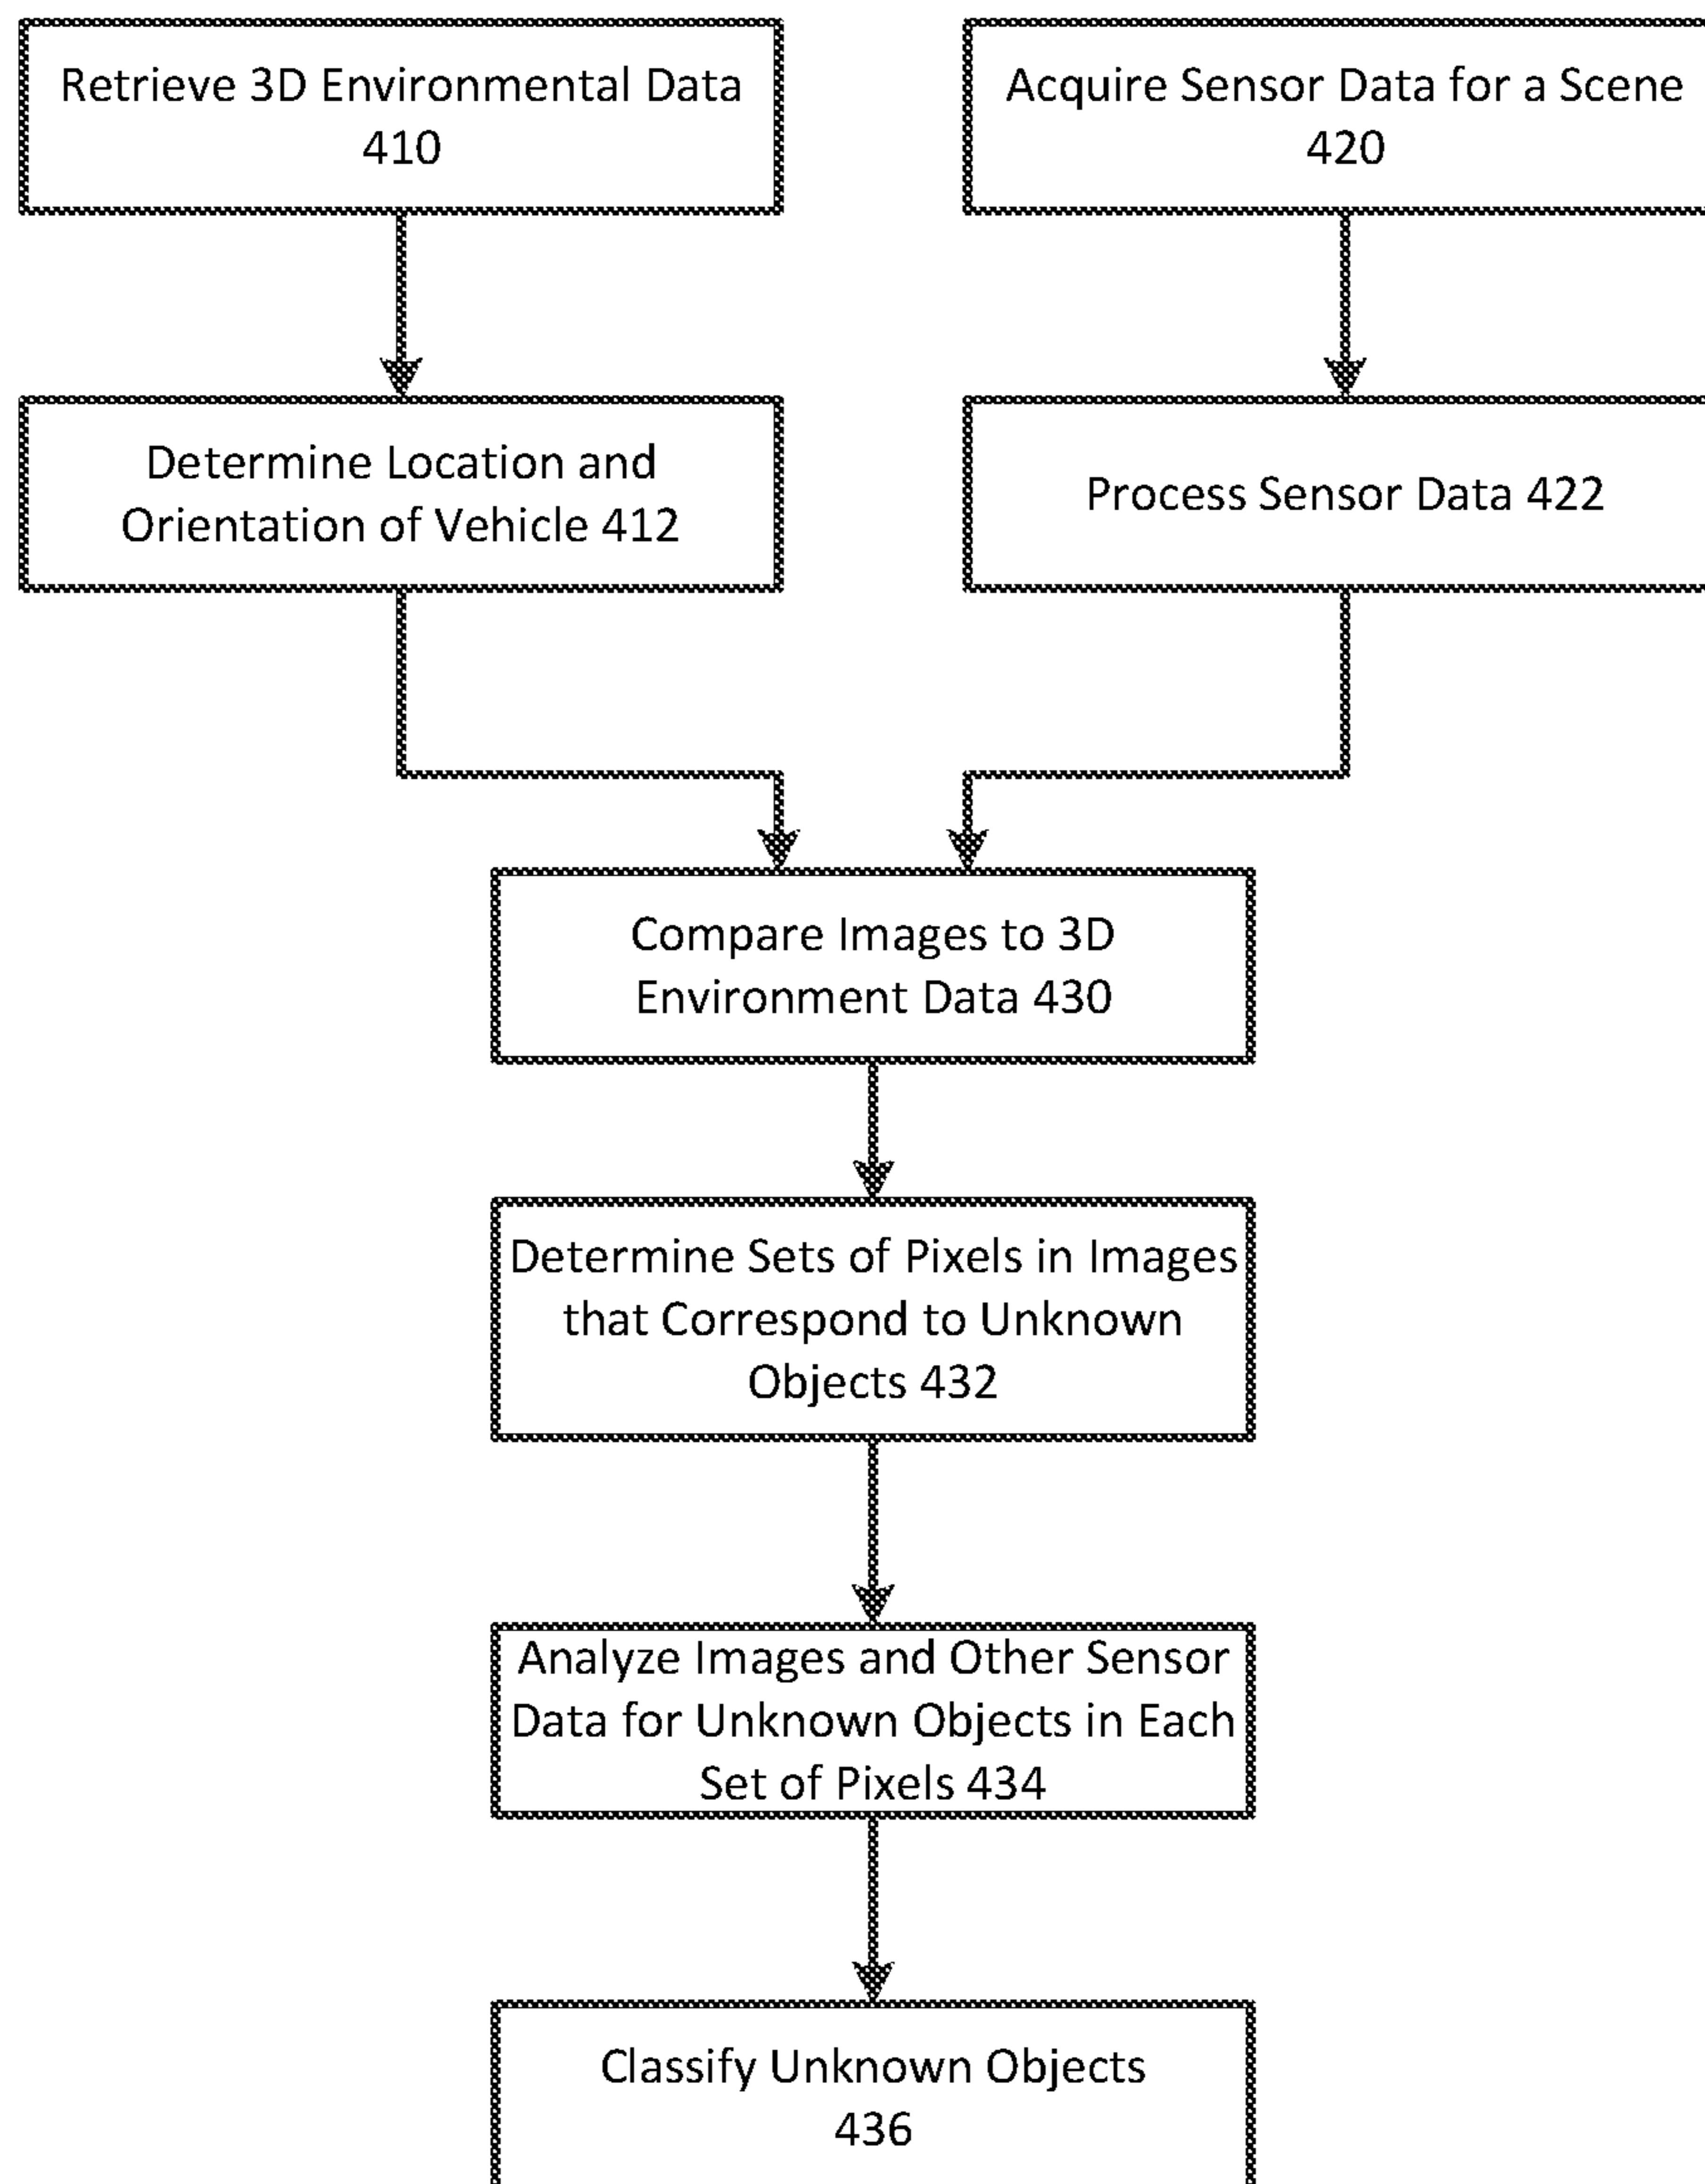 Retrieve 3D Environmental Data
410
Acquire Sensor Data for a Scene
420
Determine Location and
Orientation of Vehicle 412
Process Sensor Data 422
Compare Images to 3D
Environment Data 430
Determine Sets of Pixels in Images
that Correspond to Unknown
Objects 432
Analyze Images and Other Sensor
Data for Unknown Objects in Each
Set of Pixels 434
Classify Unknown Objects
436